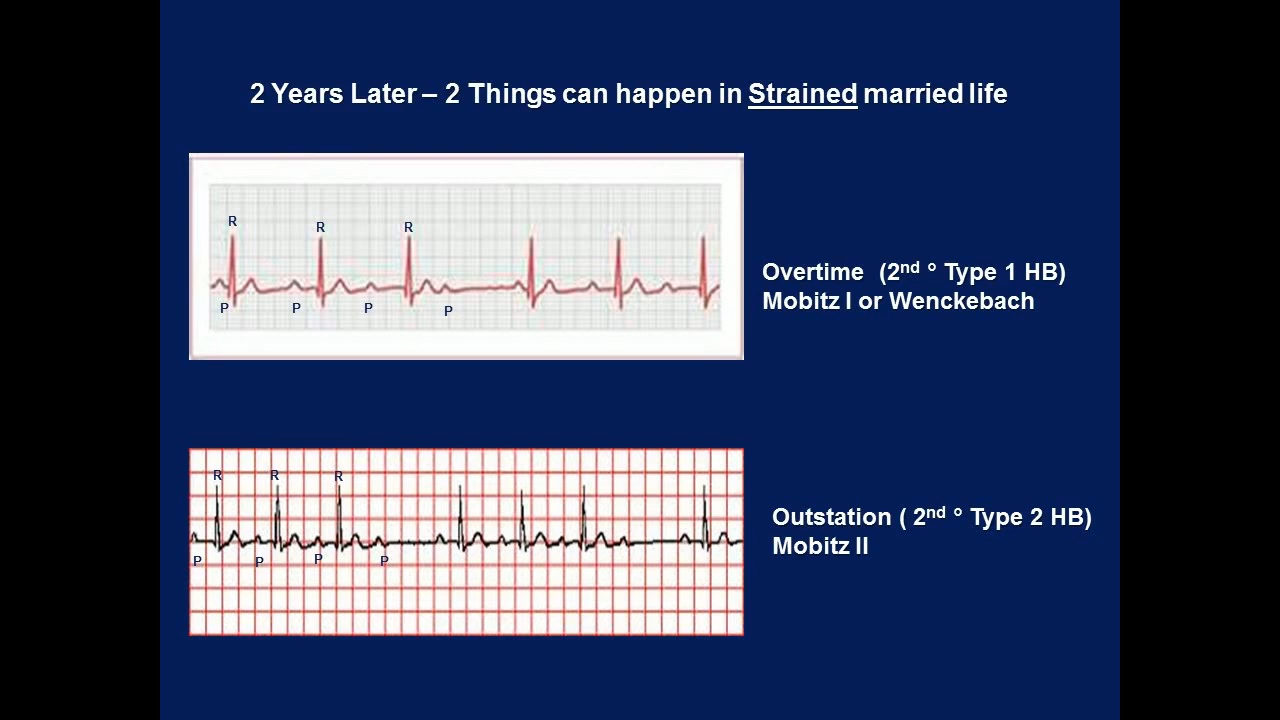 2 Years Later – 2 Things can happen in Strained married life
R R R
P P P P
Overtime (2nd ° Type 1 HB)
Mobitz I or Wenckebach
R R R
P P P P
Outstation ( 2nd ° Type 2 HB)
Mobitz II